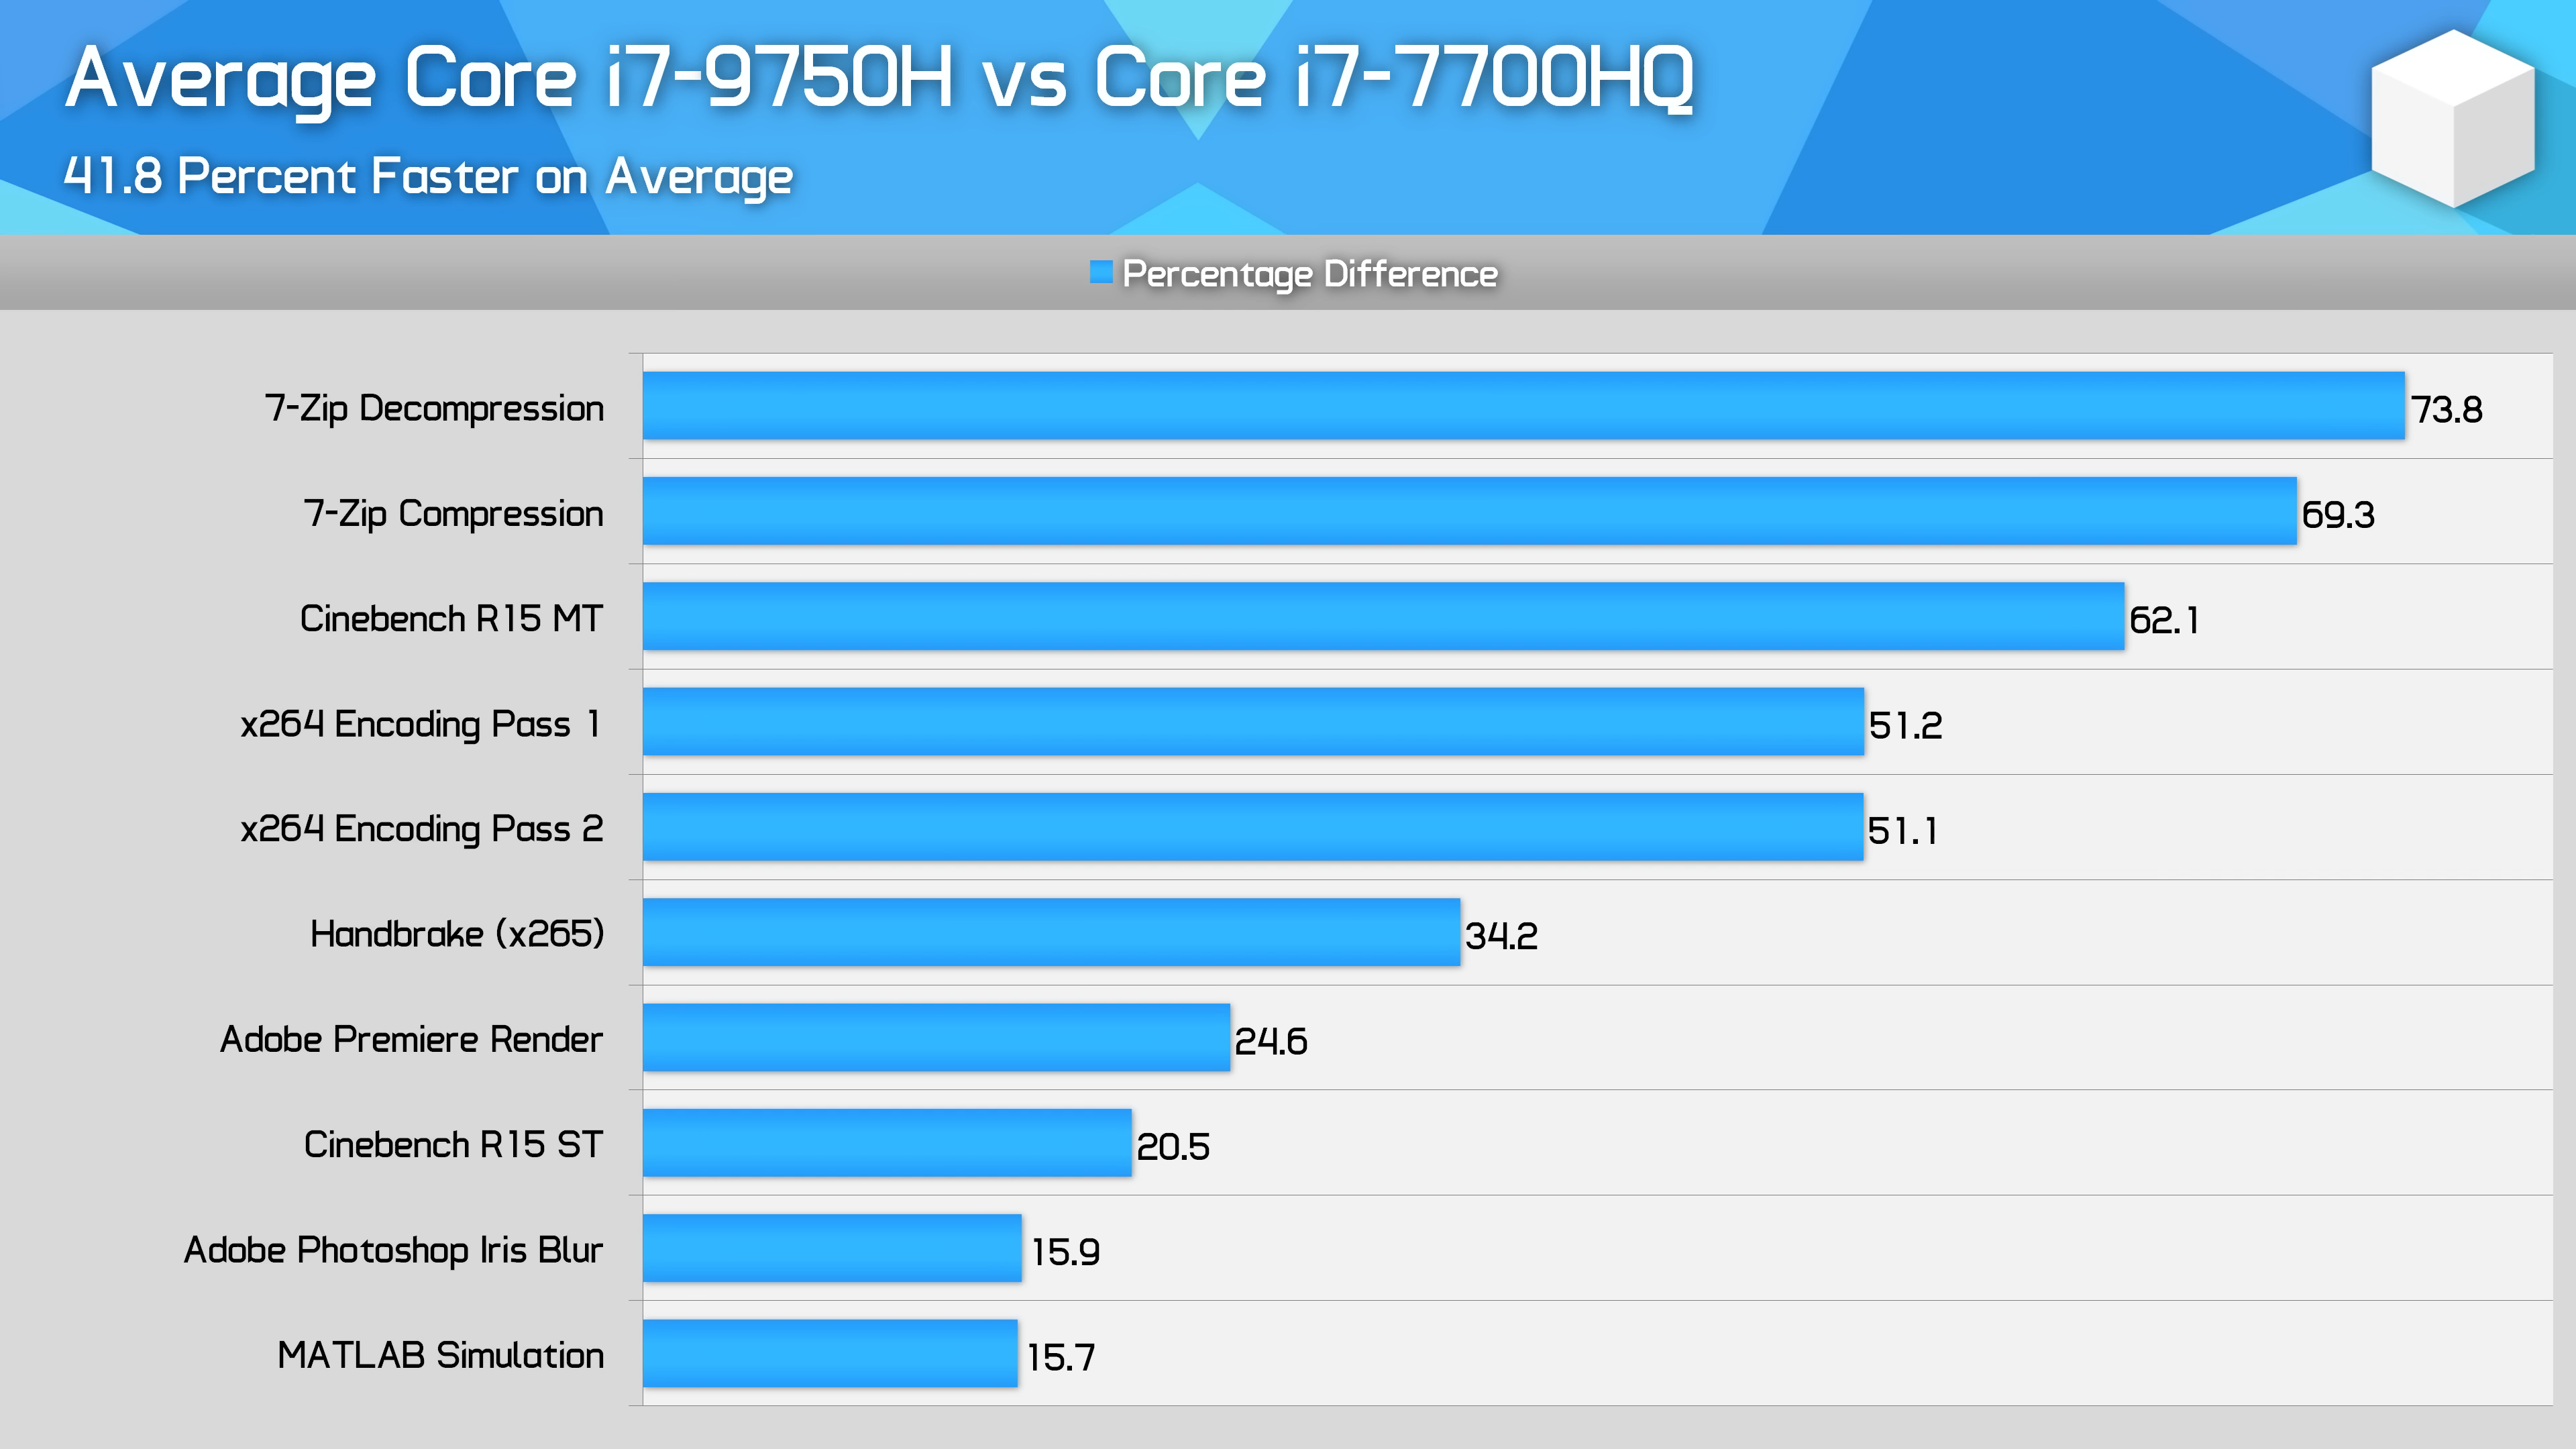 Average Core i7-9750H vs Core i7-7700HQ
41.8 Percent Faster on Average
Percentage Difference
7-Zip Decompression 73.8
7-Zip Compression 69.3
Cinebench R15 MT 62.1
x264 Encoding Pass 1 51.2
x264 Encoding Pass 2 51.1
Handbrake (x265) 34.2
Adobe Premiere Render 24.6
Cinebench R15 ST 20.5
Adobe Photoshop Iris Blur 15.9
MATLAB Simulation 15.7